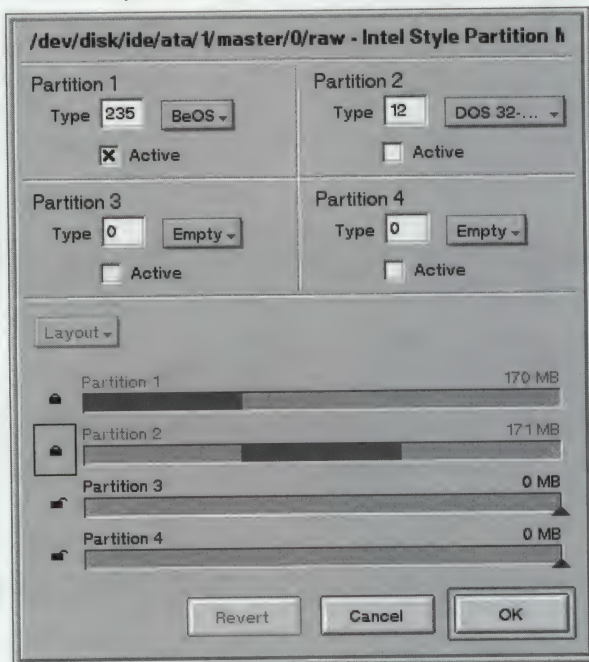 /dev/disk/ide/ata/1/master/0/raw - Intel Style Partition M
Partition 1
Type 235 BeOS
Active
Partition 2
Type 12 DOS 32-...
Active
Partition 3
Type 0 Empty
Active
Partition 4
Type 0 Empty
Active
Layout
Partition 1 170 MB
Partition 2 171 MB
Partition 3 0 MB
Partition 4 0 MB
Revert Cancel OK